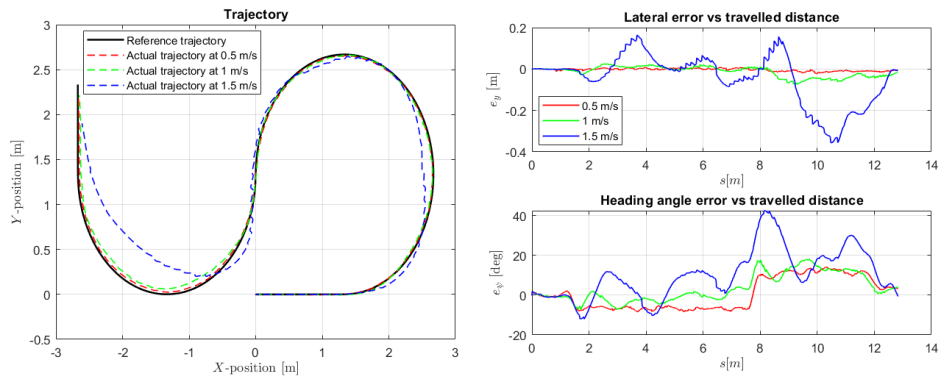 Trajectory
3
2.5
2
1.5
1
0.5
0
-0.5
Y-position [m]
Reference trajectory
Actual trajectory at 0.5 m/s
Actual trajectory at 1 m/s
Actual trajectory at 1.5 m/s
-3 -2 -1 0 1 2 3
X-position [m]
Lateral error vs travelled distance
0.2
0
-0.2
-0.4
e_y [m]
0.5 m/s
1 m/s
1.5 m/s
0 2 4 6 8 10 12 14
s[m]
Heading angle error vs travelled distance
40
20
0
-20
e_ψ [deg]
0 2 4 6 8 10 12 14
s[m]